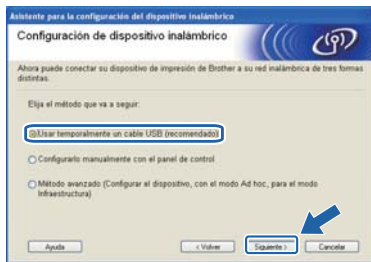 Asistente para la configuración del dispositivo inalámbrico
Configuración de dispositivo inalámbrico
Ahora puede conectar su dispositivo de impresión de Brother a su red inalámbrica de tres formas
distintas.
Elija el método que va a seguir:
Usar temporalmente un cable USB (recomendado)
Configurarlo manualmente con el panel de control
Método avanzado (Configurar el dispositivo, con el modo Ad hoc, para el modo
Infraestructura)
Ayuda
< Volver
Siguiente >
Cancelar